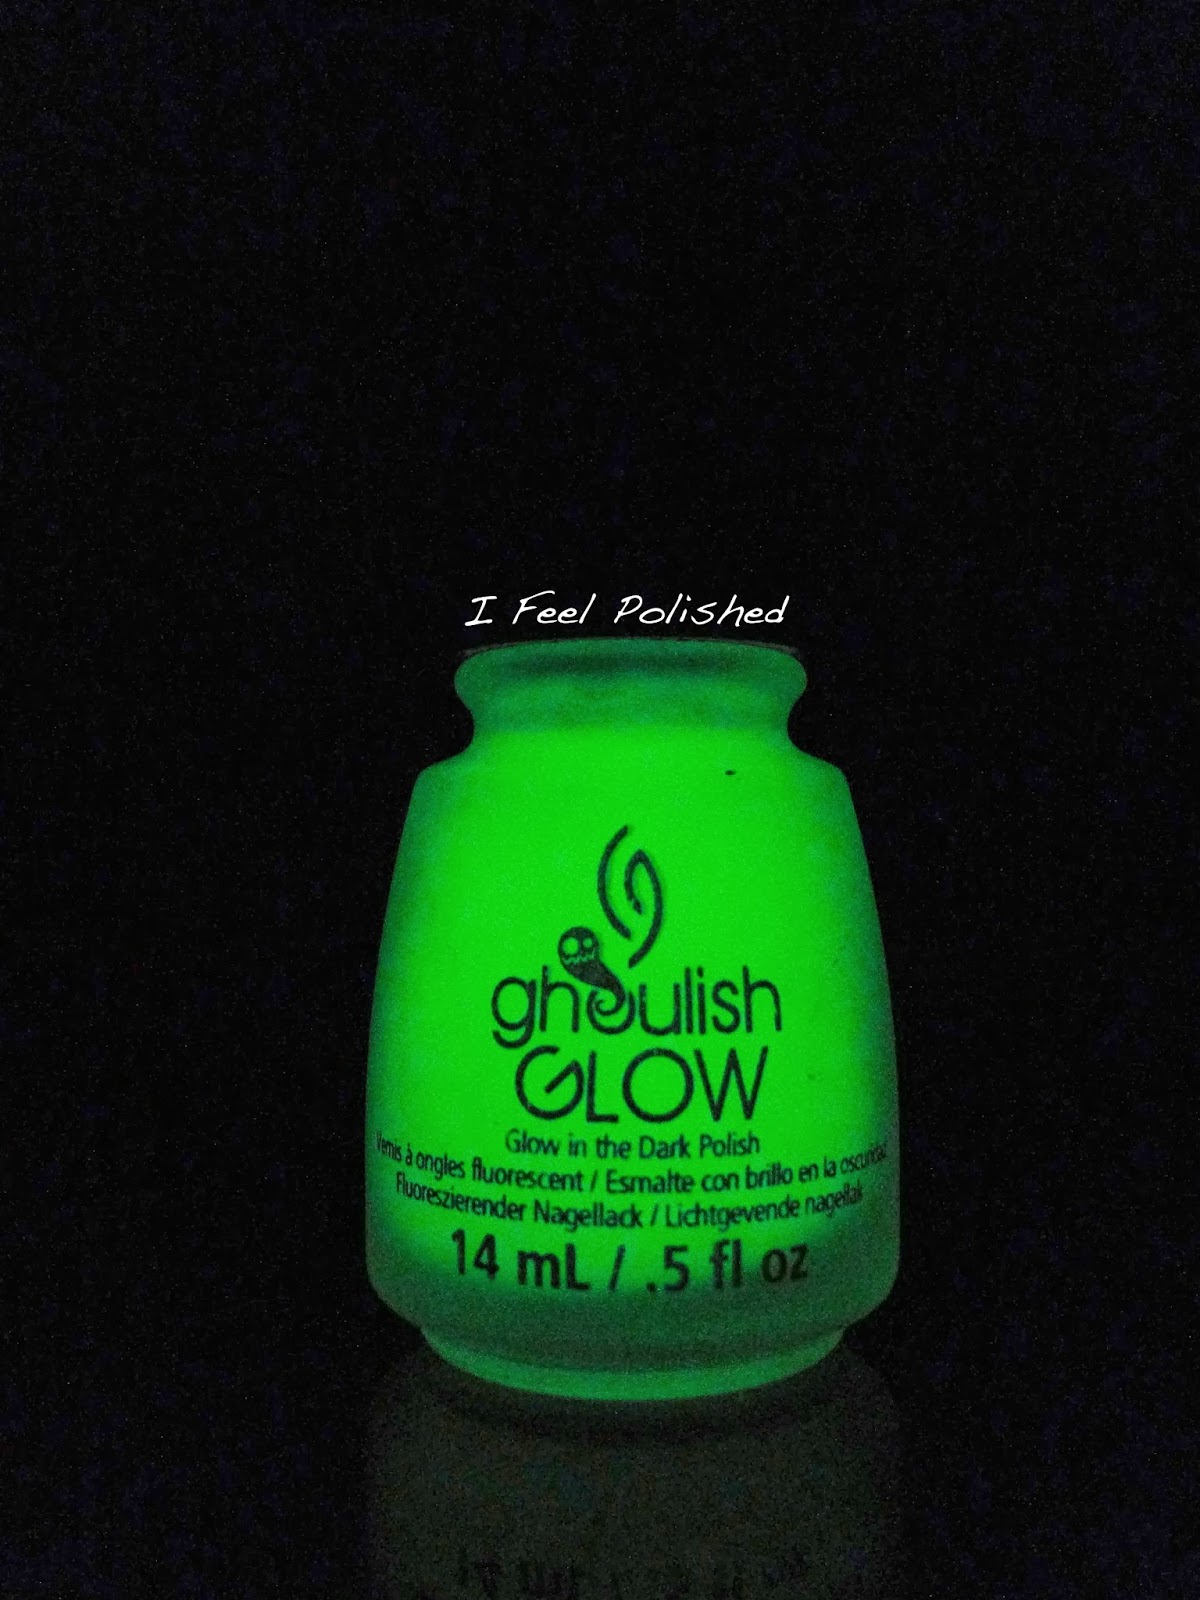 I Feel Polished
ghoulish
GLOW
Glow in the Dark Polish
Vernis à ongles fluorescent / Esmalte con brillo en la oscuridad
Fluoreszierender Nagellack / Lichtgevende nagellak
14 mL / .5 fl oz